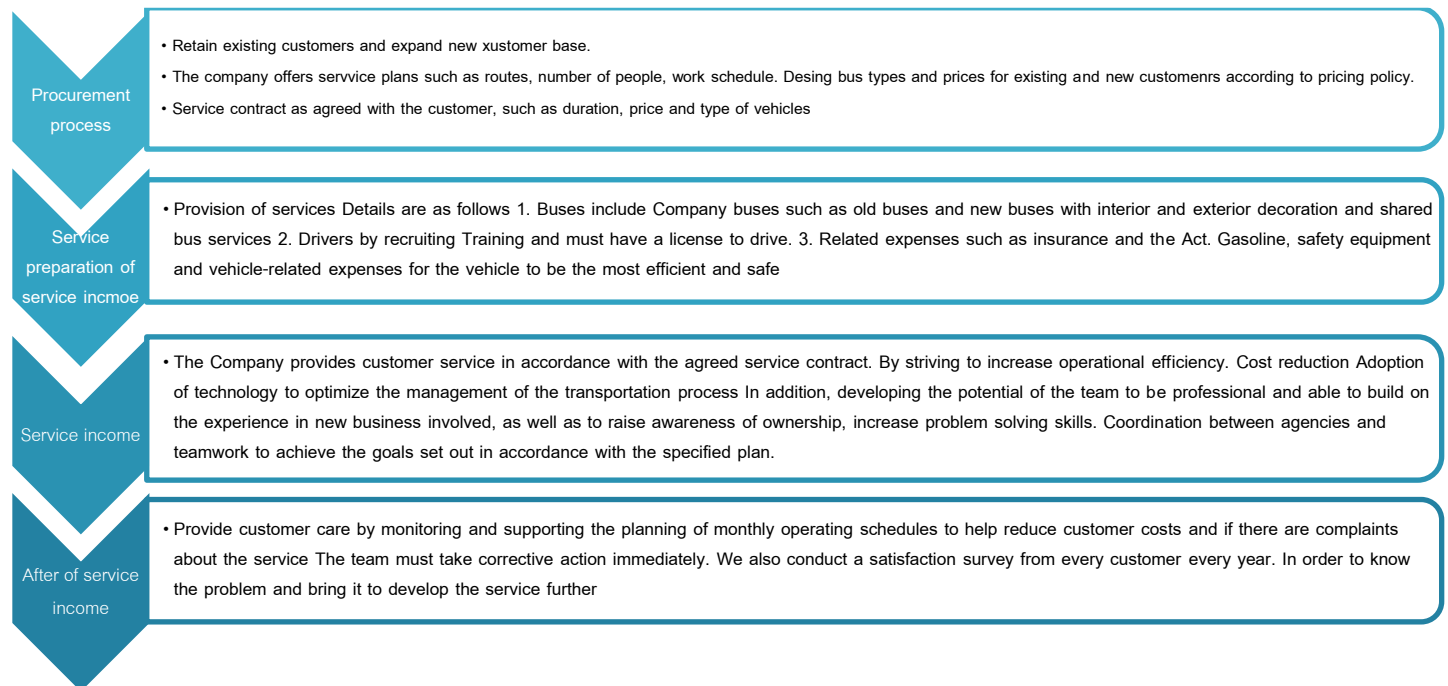 Procurement
process
• Retain existing customers and expand new xustomer base.
• The company offers servvice plans such as routes, number of people, work schedule. Desing bus types and prices for existing and new customenrs according to pricing policy.
• Service contract as agreed with the customer, such as duration, price and type of vehicles
Service
preparation of
service incmoe
• Provision of services Details are as follows 1. Buses include Company buses such as old buses and new buses with interior and exterior decoration and shared
bus services 2. Drivers by recruiting Training and must have a license to drive. 3. Related expenses such as insurance and the Act. Gasoline, safety equipment
and vehicle-related expenses for the vehicle to be the most efficient and safe
Service income
• The Company provides customer service in accordance with the agreed service contract. By striving to increase operational efficiency. Cost reduction Adoption
of technology to optimize the management of the transportation process In addition, developing the potential of the team to be professional and able to build on
the experience in new business involved, as well as to raise awareness of ownership, increase problem solving skills. Coordination between agencies and
teamwork to achieve the goals set out in accordance with the specified plan.
After of service
income
• Provide customer care by monitoring and supporting the planning of monthly operating schedules to help reduce customer costs and if there are complaints
about the service The team must take corrective action immediately. We also conduct a satisfaction survey from every customer every year. In order to know
the problem and bring it to develop the service further